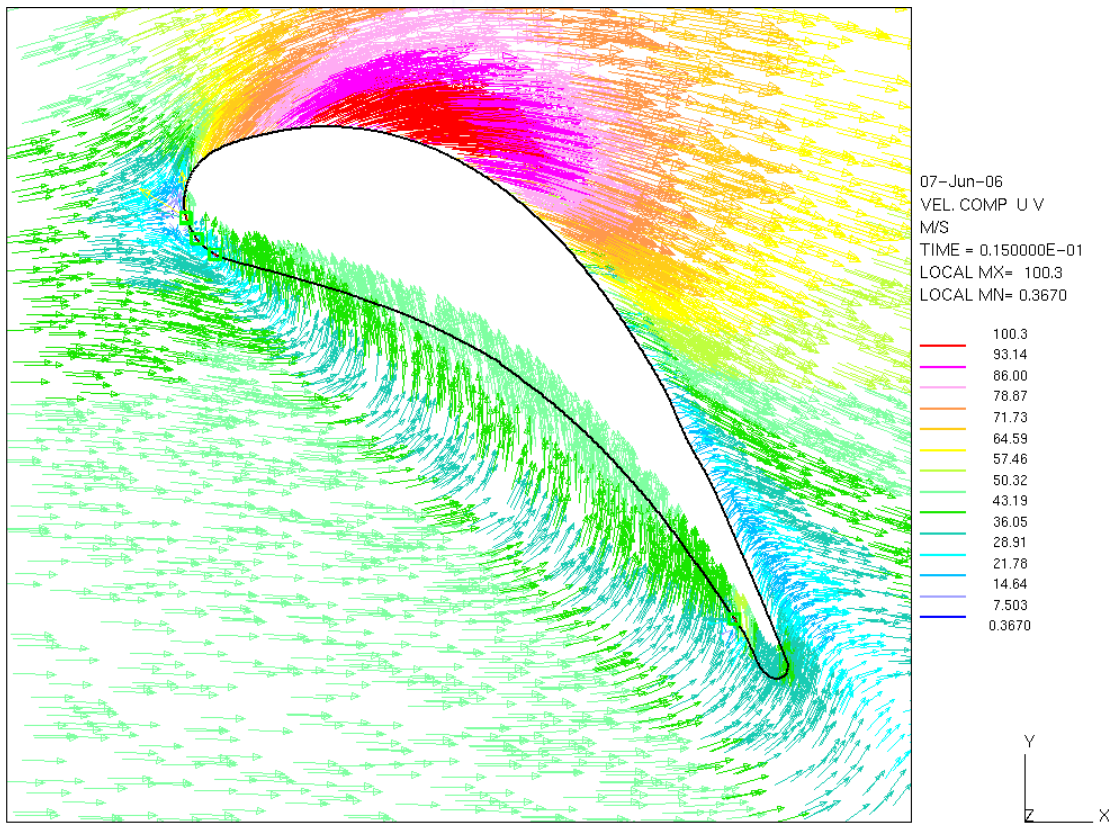 07-Jun-06
VEL. COMP U V
M/S
TIME = 0.150000E-01
LOCAL MX= 100.3
LOCAL MN= 0.3670
100.3
93.14
86.00
78.87
71.73
64.59
57.46
50.32
43.19
36.05
28.91
21.78
14.64
7.503
0.3670
Y
Z
X